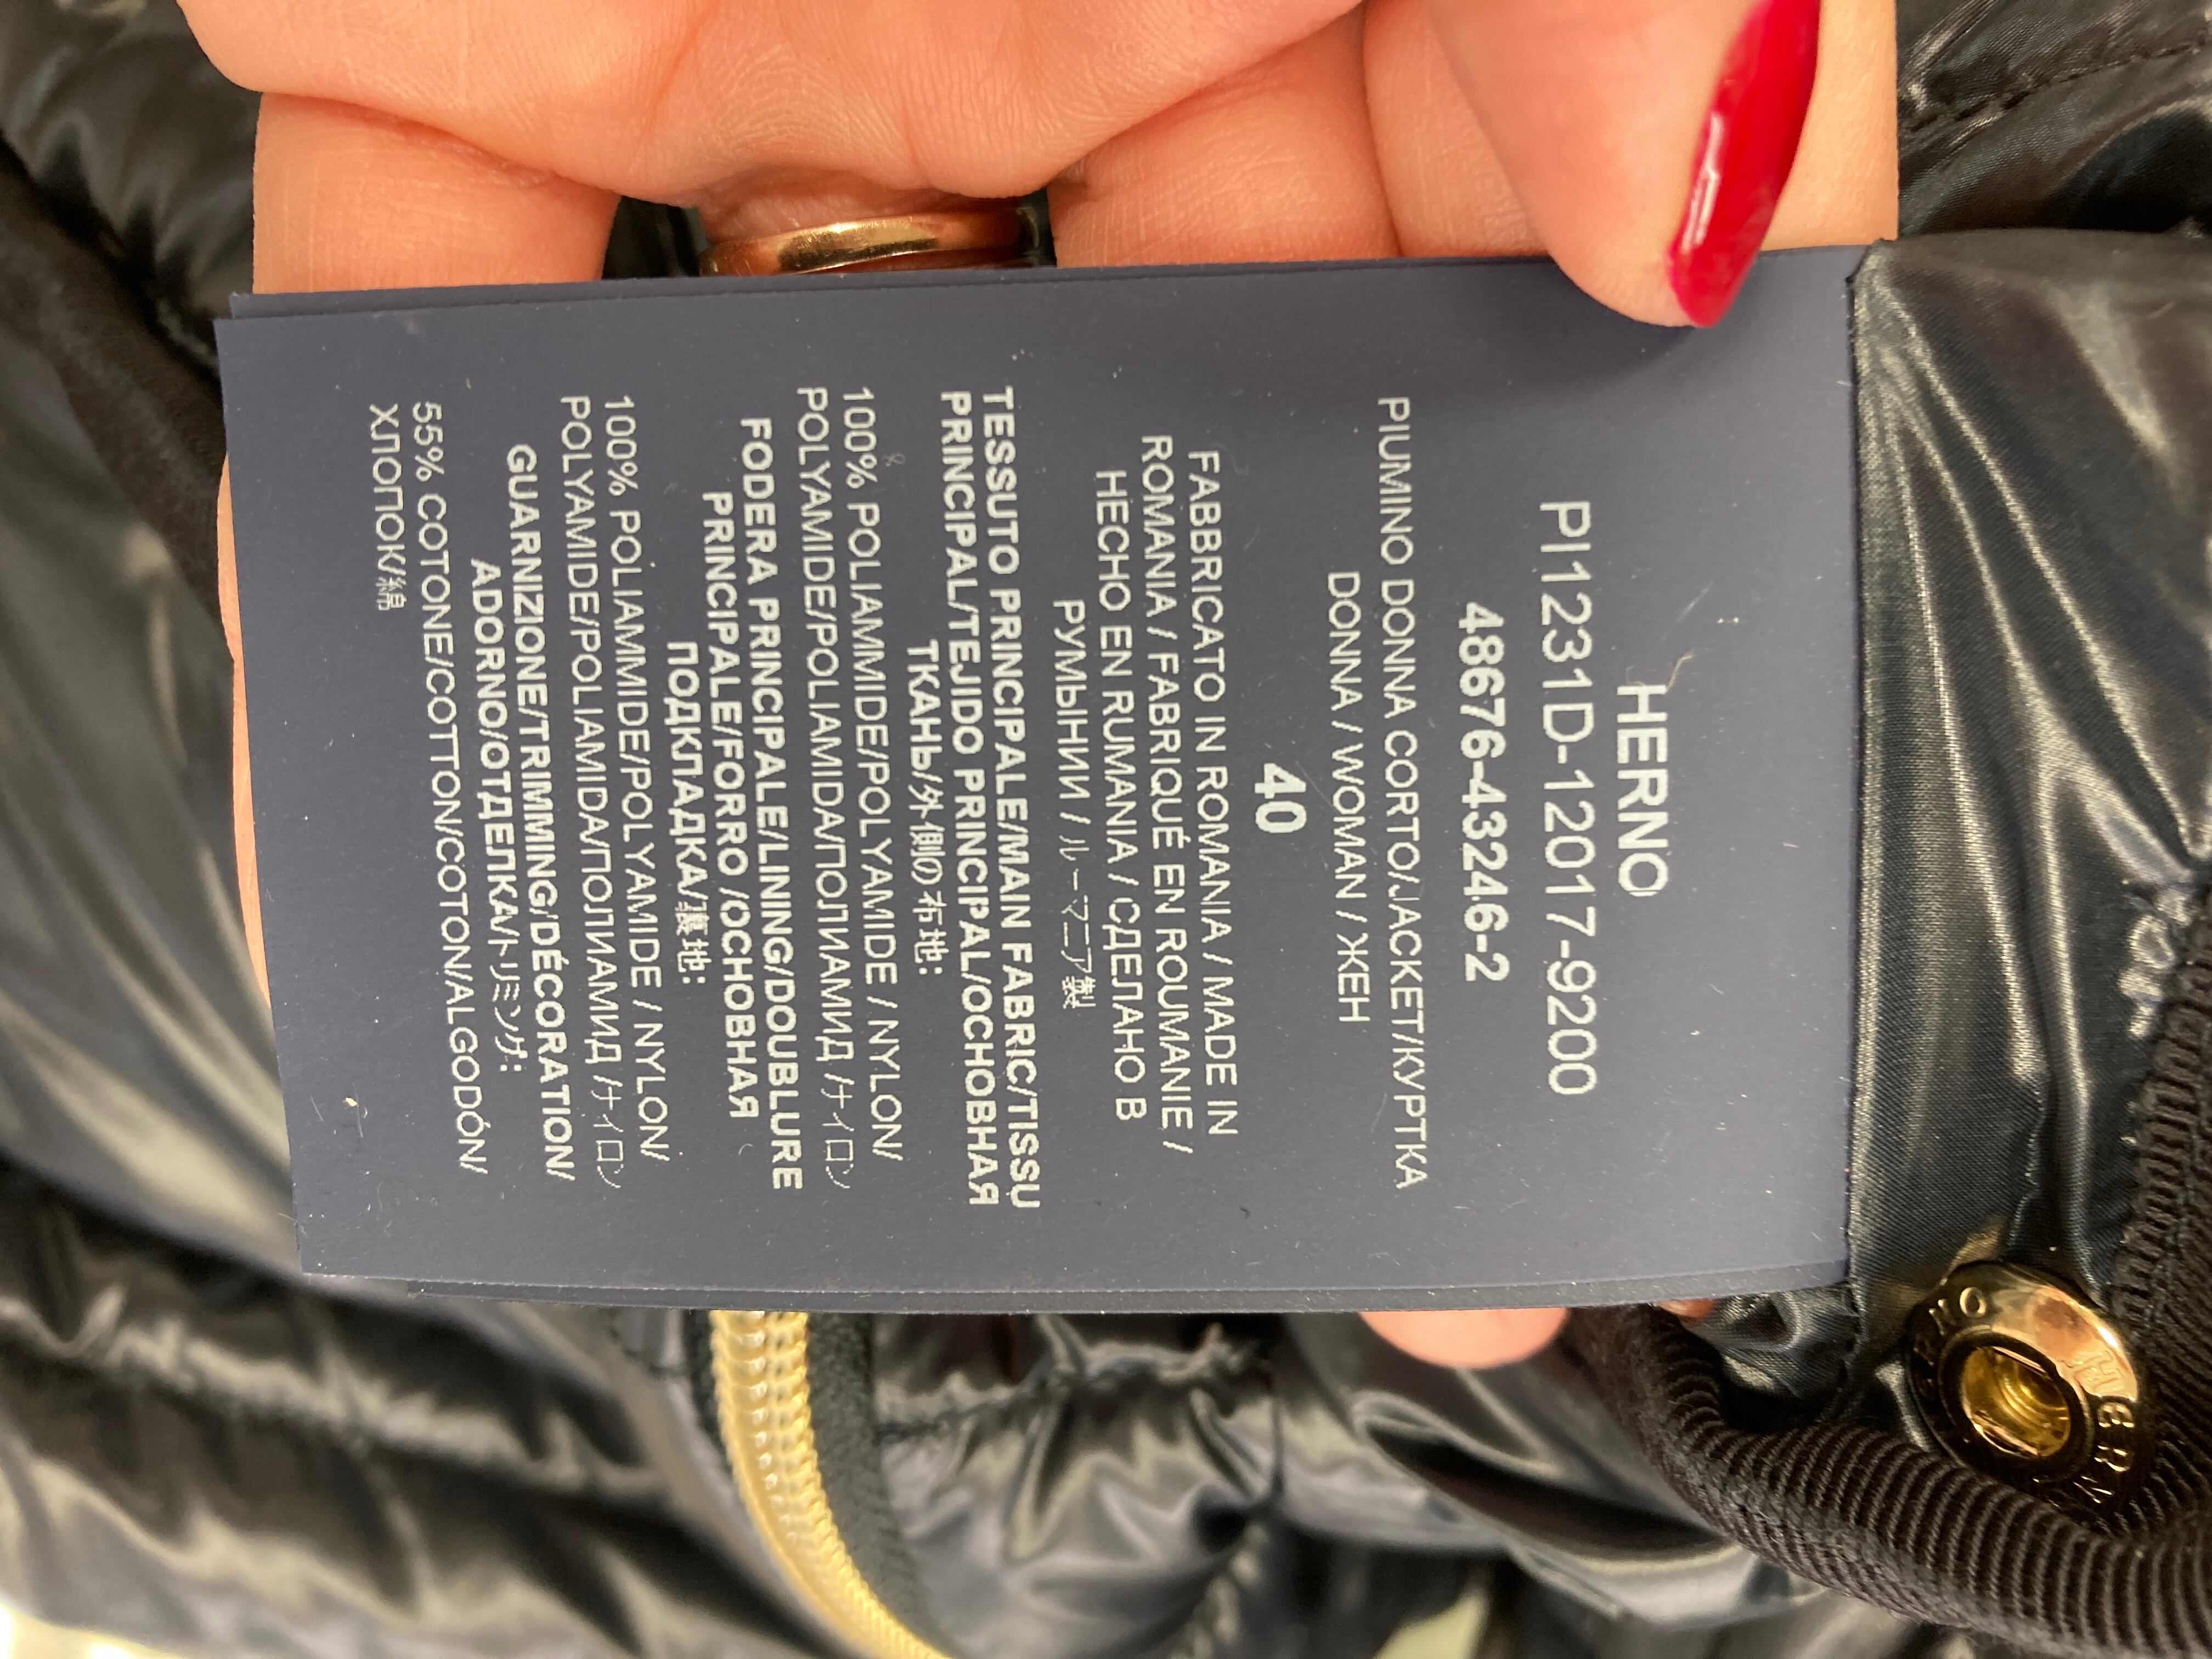 HERNO
PI1231D-12017-9200
48676-43246-2
PIUMINO DONNA CORTO/JACKET/КУРТКА
DONNA / WOMAN / ЖЕН
40
FABBRICATO IN ROMANIA / MADE IN
ROMANIA / FABRIQUÉ EN ROUMANIE /
HECHO EN RUMANIA / СДЕЛАНО В
РУМЫНИИ / ルーマニア製
TESSUTO PRINCIPALE/MAIN FABRIC/TISSU
PRINCIPAL/TEJIDO PRINCIPAL/ОСНОВНАЯ
ТКАНЬ/外側の布地:
100% POLIAMMIDE/POLYAMIDE / NYLON/
POLYAMIDE/POLIAMIDA/ПОЛИАМИД /ナイロン
FODERA PRINCIPALE/LINING/DOUBLURE
PRINCIPALE/FORRO /ОСНОВНАЯ
ПОДКЛАДКА/裏地:
100% POLIAMMIDE/POLYAMIDE / NYLON/
POLYAMIDE/POLIAMIDA/ПОЛИАМИД /ナイロン
GUARNIZIONE/TRIMMING/DÉCORATION/
ADORNO/ОТДЕЛКА/トリミング:
55% COTONE/COTTON/COTON/ALGODÓN/
ХЛОПОК/綿
HERNO